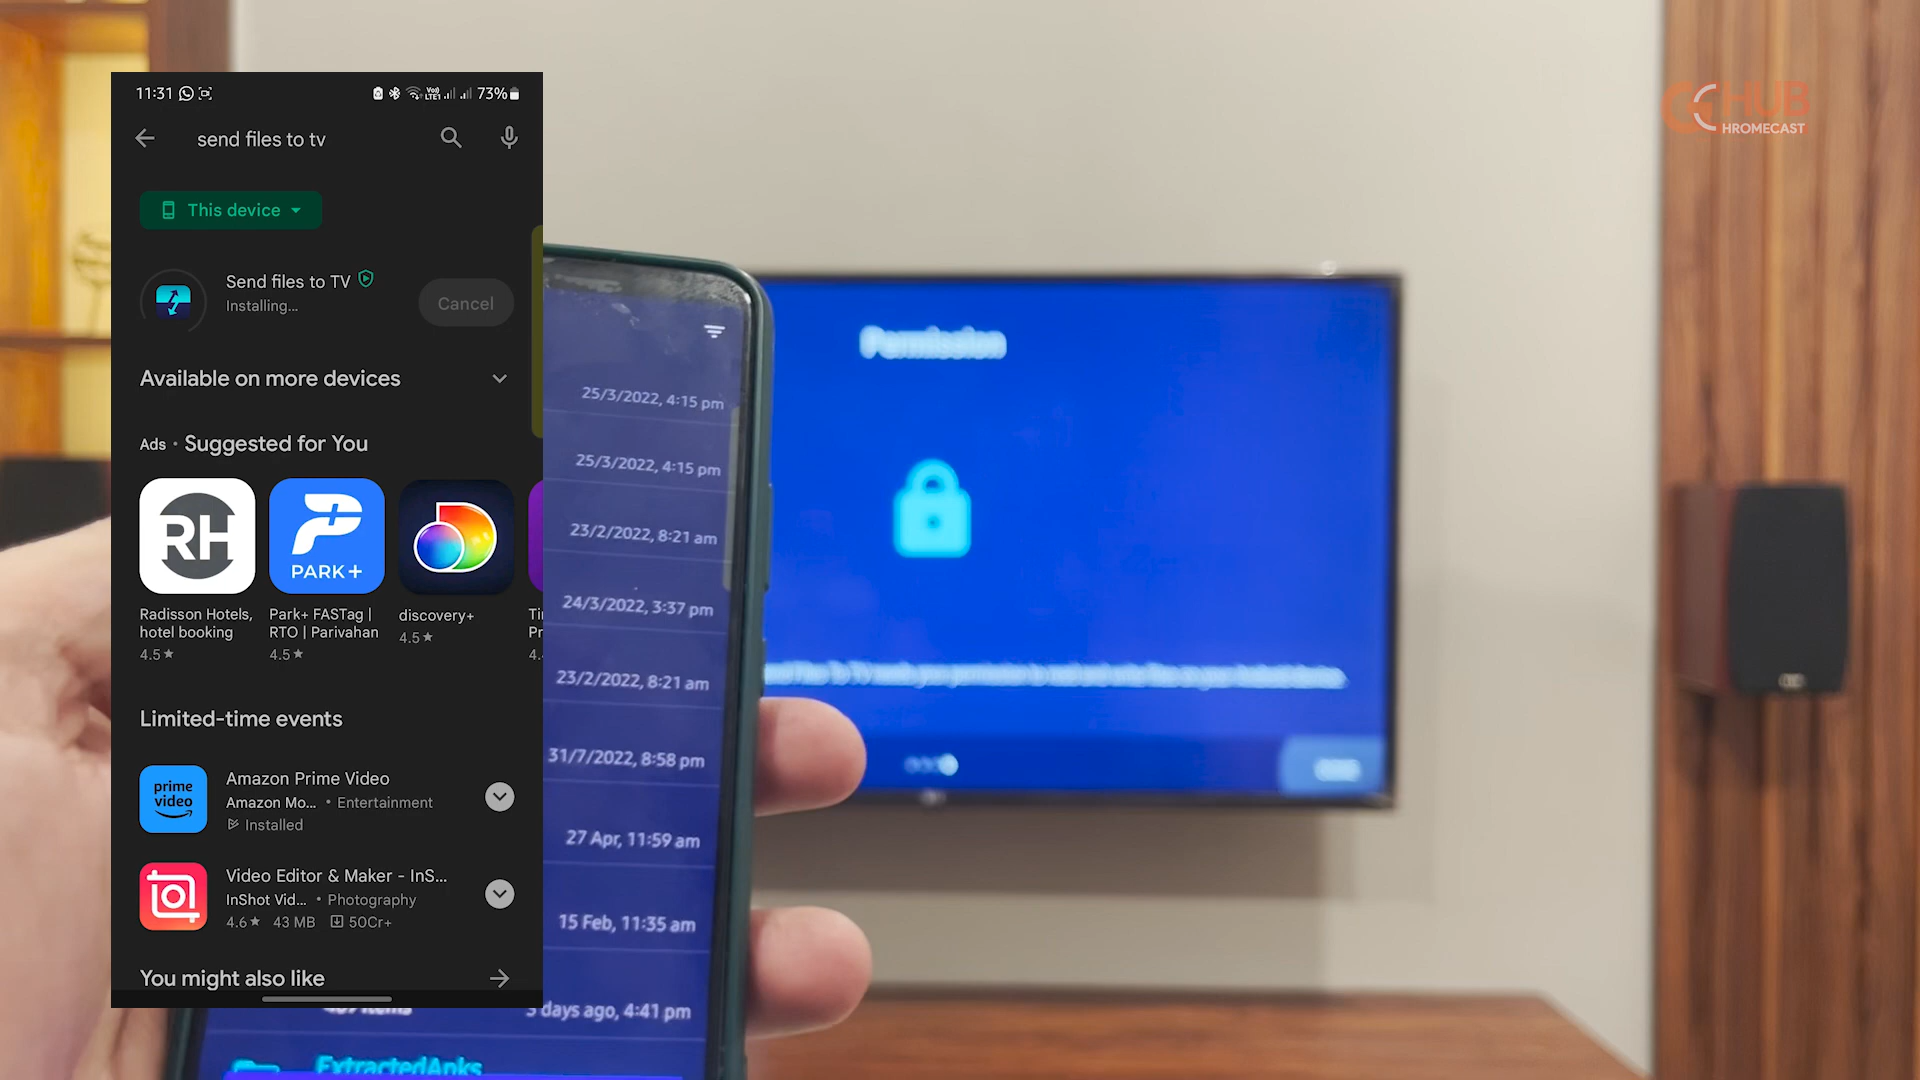 11:31
Vo))
LTE1
73%
send files to tv
This device
Send files to TV
Installing...
Cancel
Available on more devices
Ads • Suggested for You
RH
PARK+
Radisson Hotels,
hotel booking
4.5★
Park+ FASTag |
RTO | Parivahan
4.5★
discovery+
4.5★
Limited-time events
prime
video
Amazon Prime Video
Amazon Mo... • Entertainment
Installed
Video Editor & Maker - InS...
InShot Vid... • Photography
4.6★ 43 MB 50Cr+
You might also like
25/3/2022, 4:15 pm
25/3/2022, 4:15 pm
23/2/2022, 8:21 am
24/3/2022, 3:37 pm
23/2/2022, 8:21 am
31/7/2022, 8:58 pm
27 Apr, 11:59 am
15 Feb, 11:35 am
days ago, 4:41 pm
ExtractedApks
Permission
HUB
HROMECAST